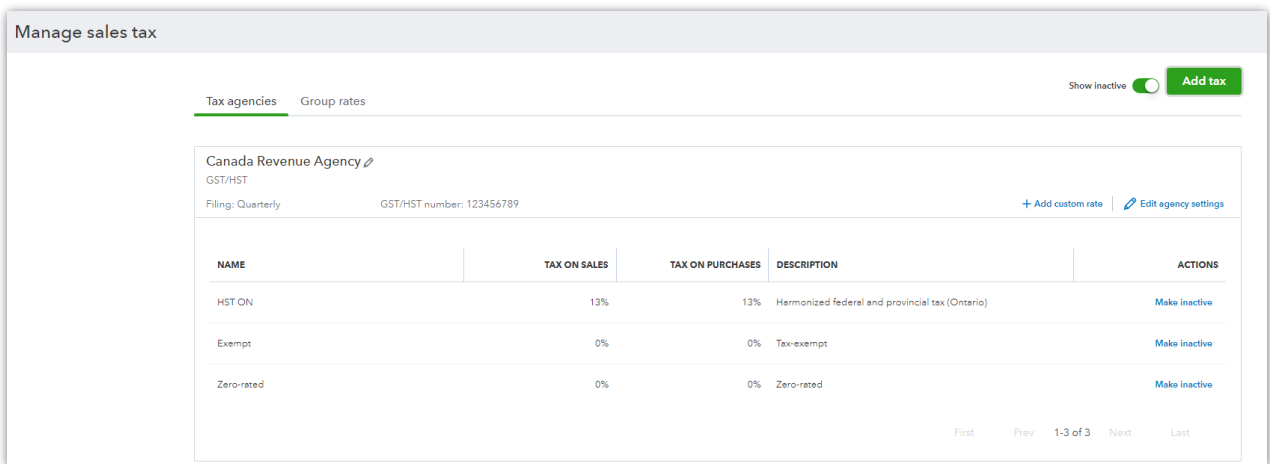 Manage sales tax
Show inactive Add tax
Tax agencies Group rates
Canada Revenue Agency
GST/HST
Filing: Quarterly GST/HST number: 123456789 + Add custom rate Edit agency settings
NAME TAX ON SALES TAX ON PURCHASES DESCRIPTION ACTIONS
HST ON 13% 13% Harmonized federal and provincial tax (Ontario) Make inactive
Exempt 0% 0% Tax-exempt Make inactive
Zero-rated 0% 0% Zero-rated Make inactive
First Prev 1-3 of 3 Next Last